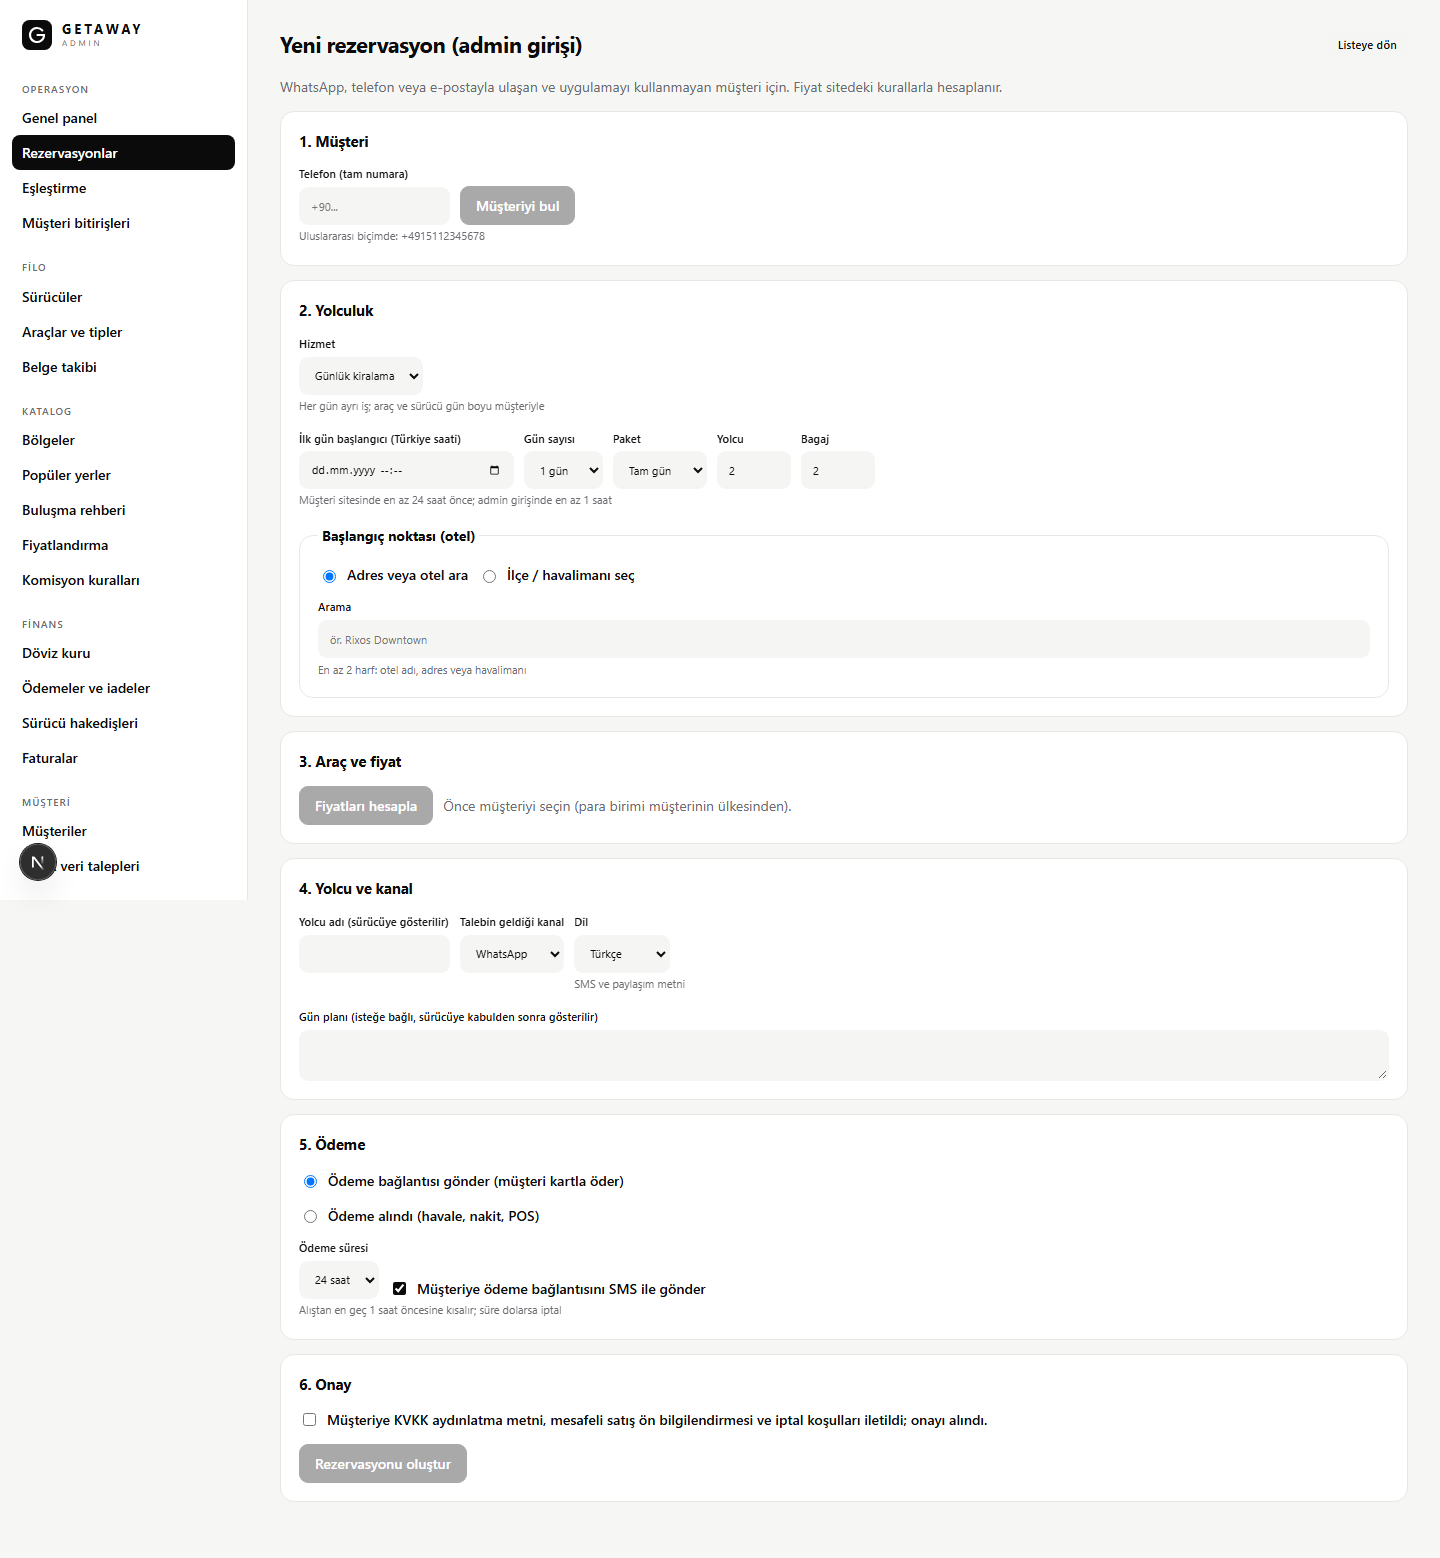 GETAWAY
ADMIN
OPERASYON
Genel panel
Rezervasyonlar
Eşleştirme
Müşteri bitirişleri
FİLO
Sürücüler
Araçlar ve tipler
Belge takibi
KATALOG
Bölgeler
Popüler yerler
Buluşma rehberi
Fiyatlandırma
Komisyon kuralları
FİNANS
Döviz kuru
Ödemeler ve iadeler
Sürücü hakedişleri
Faturalar
MÜŞTERİ
Müşteriler
veri talepleri
Yeni rezervasyon (admin girişi)
Listeye dön
WhatsApp, telefon veya e-postayla ulaşan ve uygulamayı kullanmayan müşteri için. Fiyat sitedeki kurallarla hesaplanır.
1. Müşteri
Telefon (tam numara)
+90...
Müşteriyi bul
Uluslararası biçimde: +4915112345678
2. Yolculuk
Hizmet
Günlük kiralama
Her gün ayrı iş; araç ve sürücü gün boyu müşteriyle
İlk gün başlangıcı (Türkiye saati) Gün sayısı Paket Yolcu Bagaj
dd.mm.yyyy --:-- 1 gün Tam gün 2 2
Müşteri sitesinde en az 24 saat önce; admin girişinde en az 1 saat
Başlangıç noktası (otel)
Adres veya otel ara İlçe / havalimanı seç
Arama
ör. Rixos Downtown
En az 2 harf: otel adı, adres veya havalimanı
3. Araç ve fiyat
Fiyatları hesapla Önce müşteriyi seçin (para birimi müşterinin ülkesinden).
4. Yolcu ve kanal
Yolcu adı (sürücüye gösterilir) Talebin geldiği kanal Dil
WhatsApp Türkçe
SMS ve paylaşım metni
Gün planı (isteğe bağlı, sürücüye kabulden sonra gösterilir)
5. Ödeme
Ödeme bağlantısı gönder (müşteri kartla öder)
Ödeme alındı (havale, nakit, POS)
Ödeme süresi
24 saat Müşteriye ödeme bağlantısını SMS ile gönder
Alıştan en geç 1 saat öncesine kısalır; süre dolarsa iptal
6. Onay
Müşteriye KVKK aydınlatma metni, mesafeli satış ön bilgilendirmesi ve iptal koşulları iletildi; onayı alındı.
Rezervasyonu oluştur